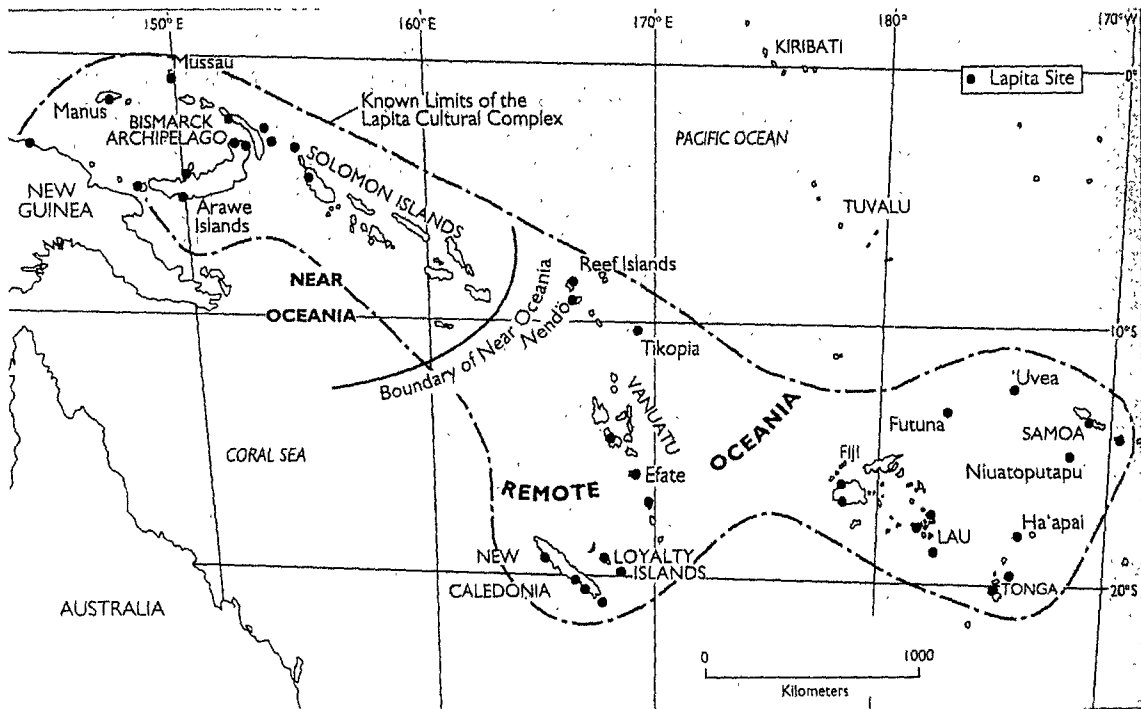 150°E
160°E
170°E
180°
170°W
KIRIBATI
Mussau
0°
Lapita Site
Manus
Known Limits of the
Lapita Cultural Complex
BISMARCK
ARCHIPELAGO
PACIFIC OCEAN
SOLOMON ISLANDS
NEW
GUINEA
Arawe
Islands
TUVALU
NEAR
OCEANIA
Reef Islands
Nendö
Boundary of Near Oceania
10°S
Tikopia
'Uvea
VANUATU
OCEANIA
Futuna
SAMOA
CORAL SEA
Fiji
Niuatoputapu
Efate
REMOTE
Ha'apai
LAU
NEW
CALEDONIA
LOYALTY
ISLANDS
TONGA
20°S
AUSTRALIA
0
1000
Kilometers